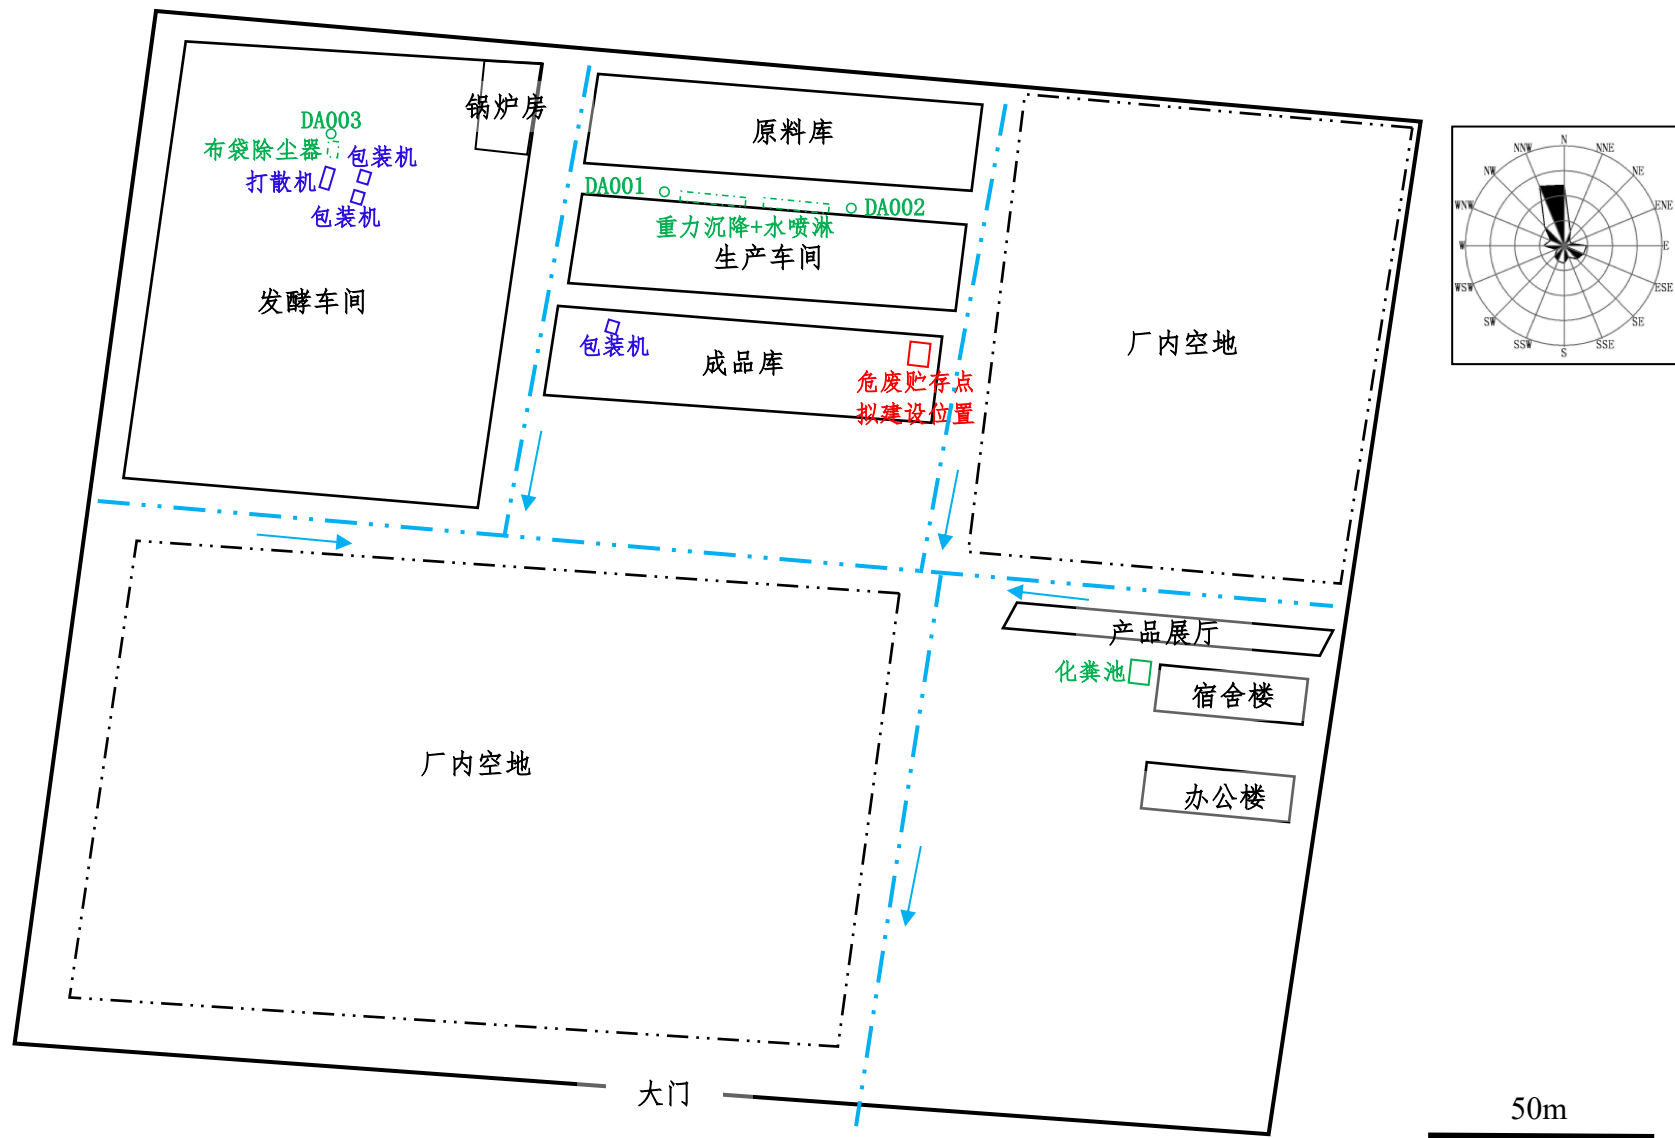 锅炉房
DA003
布袋除尘器
包装机
打散机
包装机
发酵车间
原料库
DA001
DA002
重力沉降+水喷淋
生产车间
包装机
成品库
危废贮存点
拟建设位置
厂内空地
N
NNE
NE
ENE
E
ESE
SE
SSE
S
SSW
SW
WSW
W
WNW
NW
NNW
产品展厅
化粪池
宿舍楼
办公楼
厂内空地
大门
50m